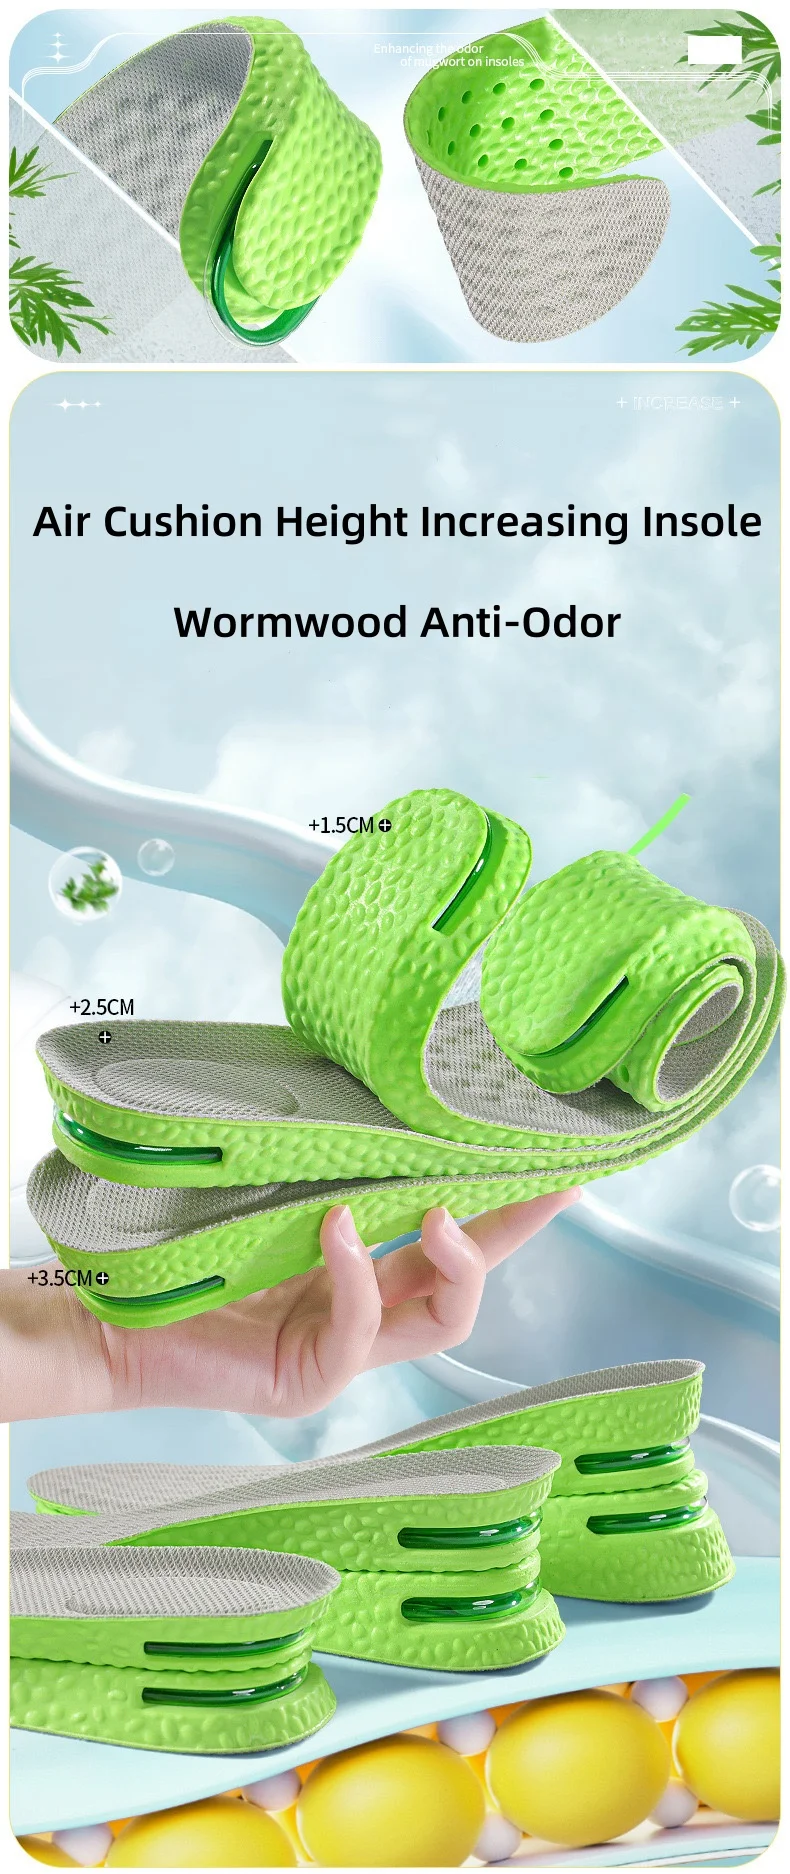 Enhancing the odor
of mugwort on insoles
+ INCREASE +
Air Cushion Height Increasing Insole
Wormwood Anti-Odor
+1.5CM
+2.5CM
+3.5CM